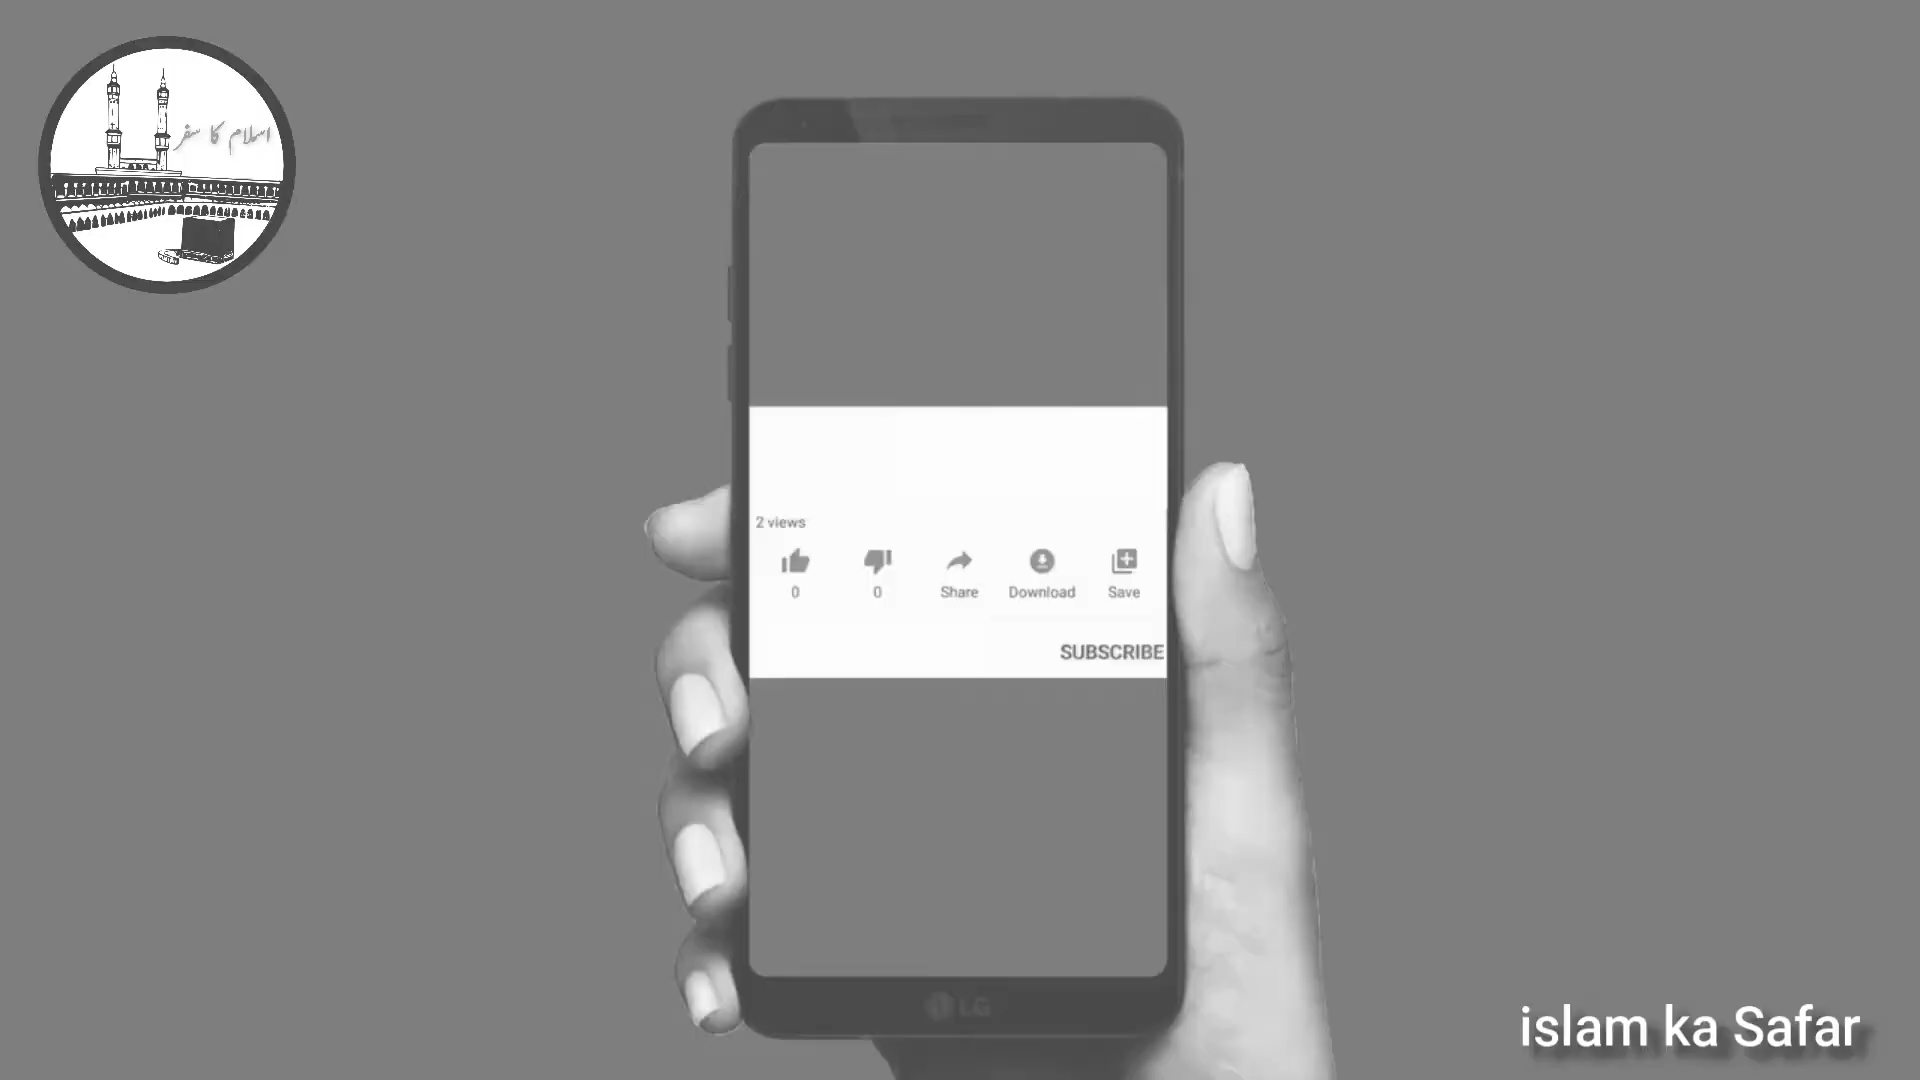 اسلام کا سفر
2 views
0
0
Share
Download
Save
SUBSCRIBE
LG
islam ka Safar